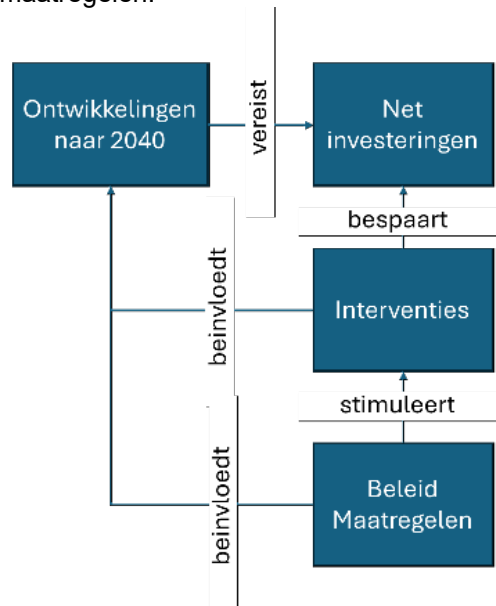 maatregelen.
Ontwikkelingen
naar 2040
vereist
Net
investeringen
bespaart
beinvloedt
Interventies
stimuleert
beinvloedt
Beleid
Maatregelen